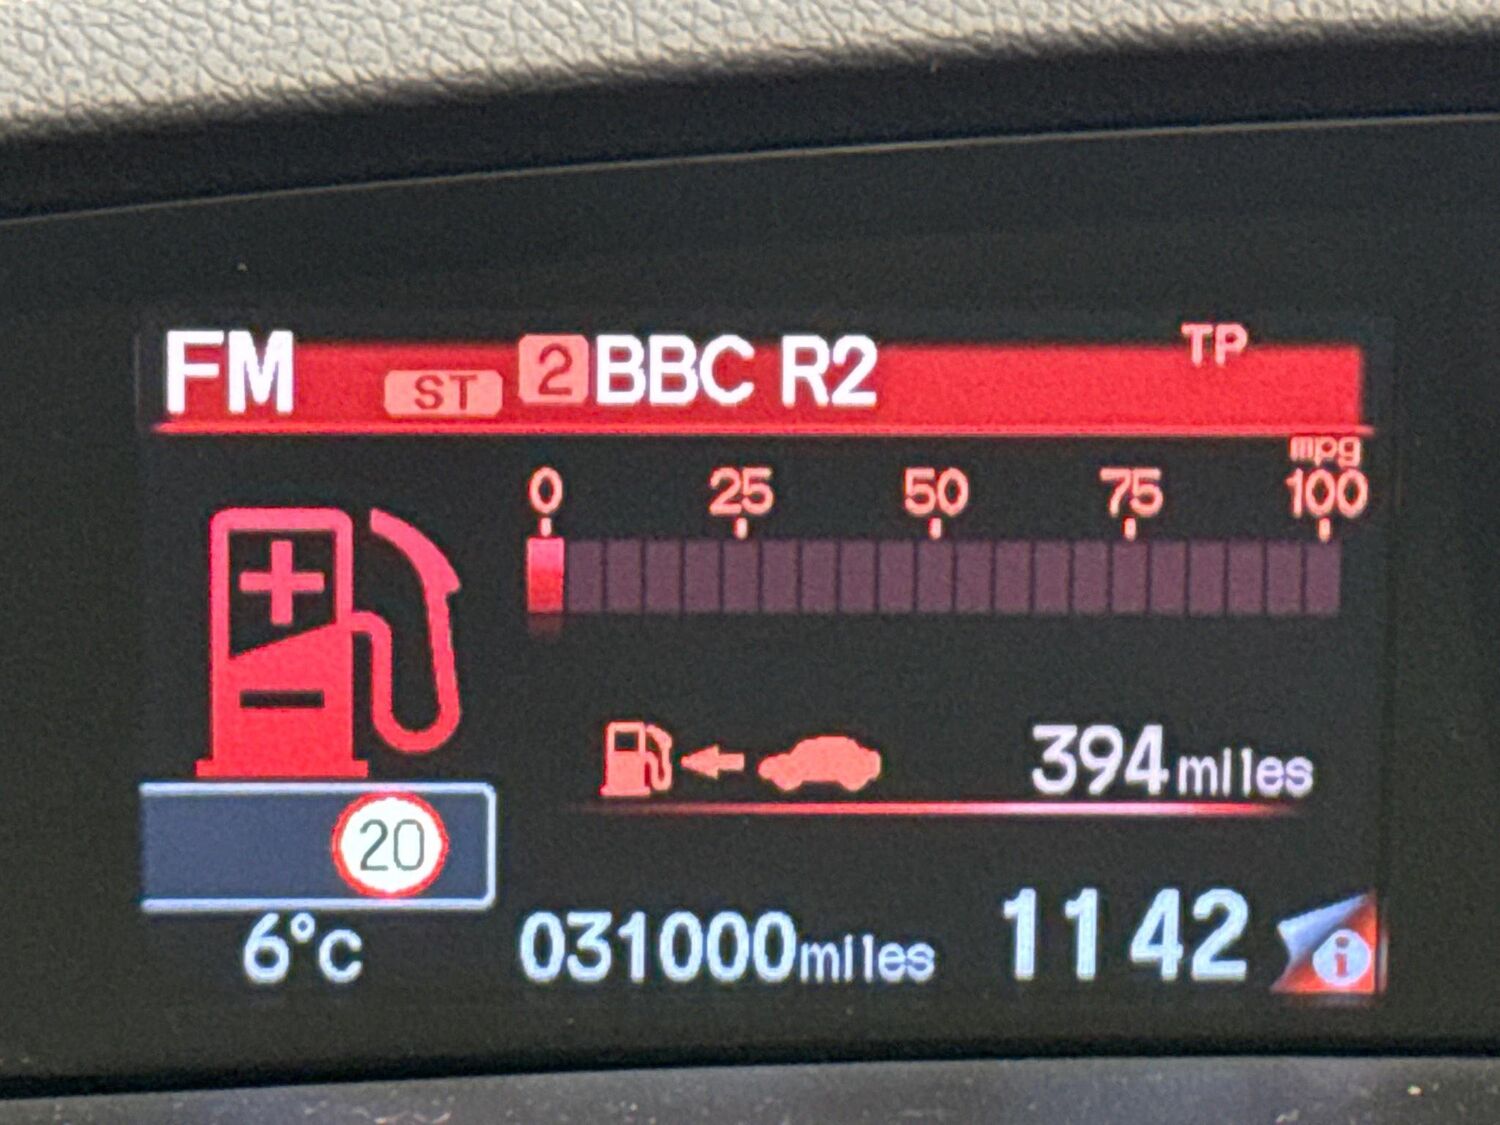 FM ST 2 BBC R2 TP
mpg
0 25 50 75 100
394 miles
20
6°C 031000 miles 11 42 i